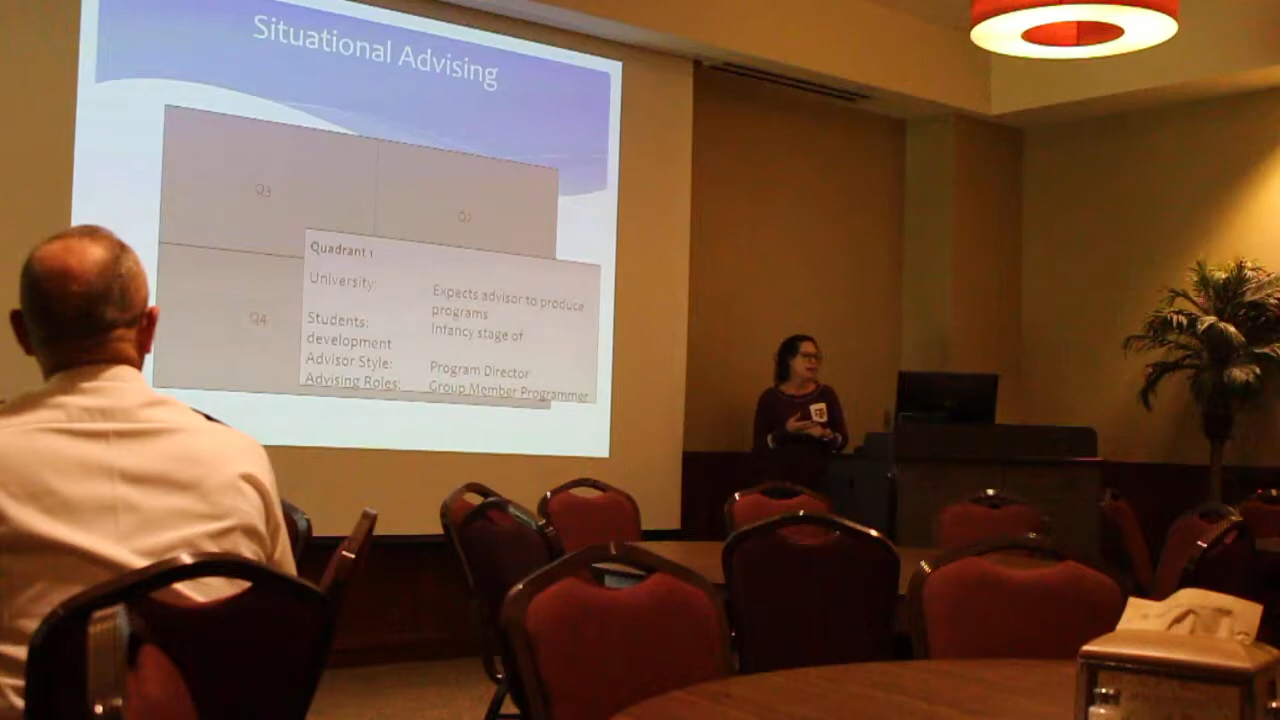 Situational Advising
Q3
Q2
Quadrant 1
University: Expects advisor to produce
programs
Students: Infancy stage of
development
Advisor Style: Program Director
Advising Roles: Group Member Programmer
Q4